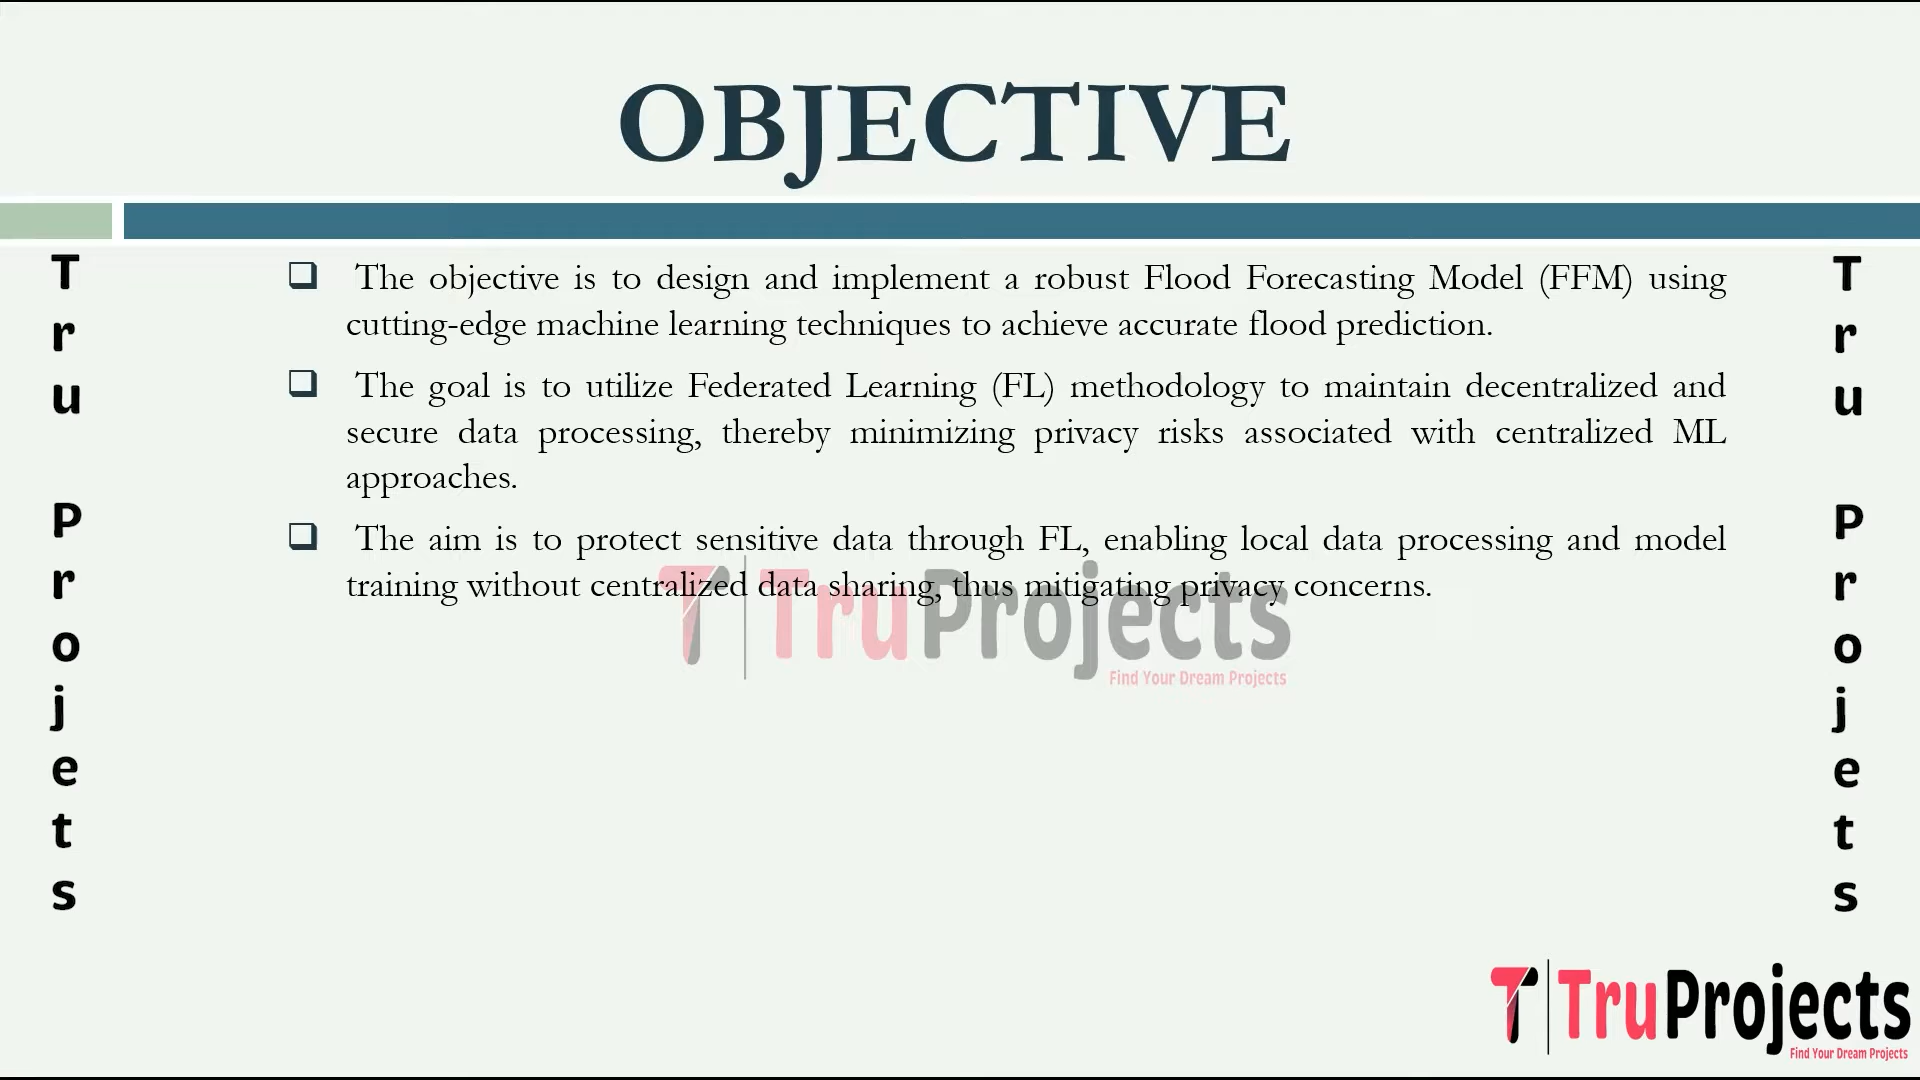 OBJECTIVE
The objective is to design and implement a robust Flood Forecasting Model (FFM) using
cutting-edge machine learning techniques to achieve accurate flood prediction.
The goal is to utilize Federated Learning (FL) methodology to maintain decentralized and
secure data processing, thereby minimizing privacy risks associated with centralized ML
approaches.
The aim is to protect sensitive data through FL, enabling local data processing and model
training without centralized data sharing, thus mitigating privacy concerns.
Tru Projets
Tru Projets
TruProjects
Find Your Dream Projects
TruProjects
Find Your Dream Projects